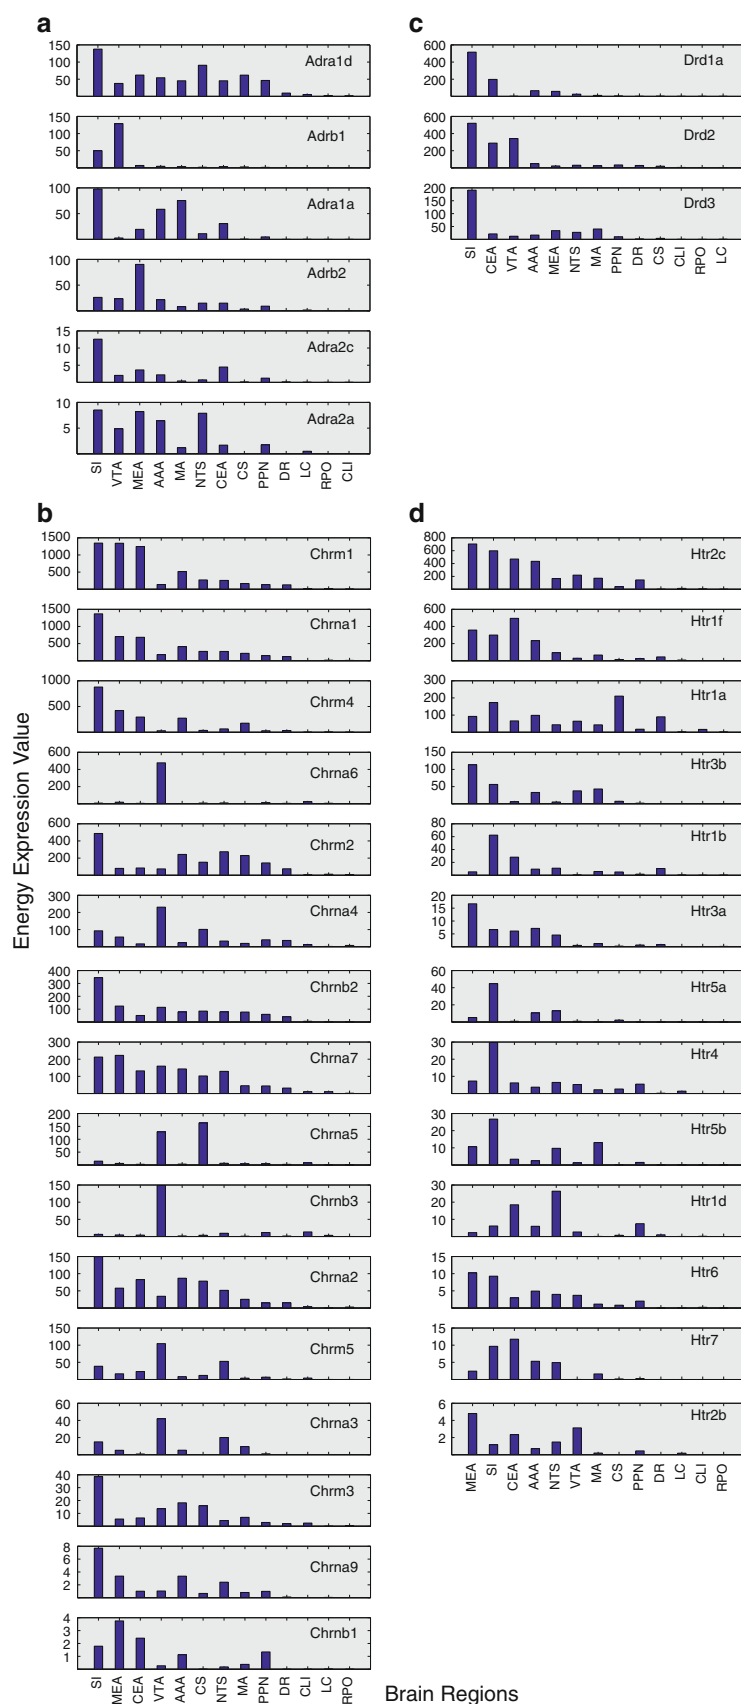 a
150
100
50
Adra1d
150
100
50
Adrb1
100
50
Adra1a
100
50
Adrb2
15
10
5
Adra2c
10
5
Adra2a
SI VTA MEA AAA MA NTS CEA CS PPN DR LC RPO CLI
c
600
400
200
Drd1a
600
400
200
Drd2
200
150
100
50
Drd3
SI CEA VTA AAA MEA NTS MA PPN DR CS CLI RPO LC
b
1500
1000
500
Chrm1
1500
1000
500
Chrna1
1000
500
Chrm4
600
400
200
Chrna6
600
400
200
Chrm2
300
200
100
Chrna4
400
300
200
100
Chrnb2
300
200
100
Chrna7
200
150
100
50
Chrna5
150
100
50
Chrnb3
150
100
50
Chrna2
150
100
50
Chrm5
60
40
20
Chrna3
40
30
20
10
Chrm3
8
6
4
2
Chrna9
4
3
2
1
Chrnb1
SI MEA CEA VTA AAA CS NTS MA PPN DR CLI LC RPO
d
800
600
400
200
Htr2c
600
400
200
Htr1f
300
200
100
Htr1a
150
100
50
Htr3b
80
60
40
20
Htr1b
20
15
10
5
Htr3a
60
40
20
Htr5a
30
20
10
Htr4
30
20
10
Htr5b
30
20
10
Htr1d
15
10
5
Htr6
15
10
5
Htr7
6
4
2
Htr2b
MEA SI CEA AAA NTS VTA MA CS PPN DR LC CLI RPO
Energy Expression Value
Brain Regions